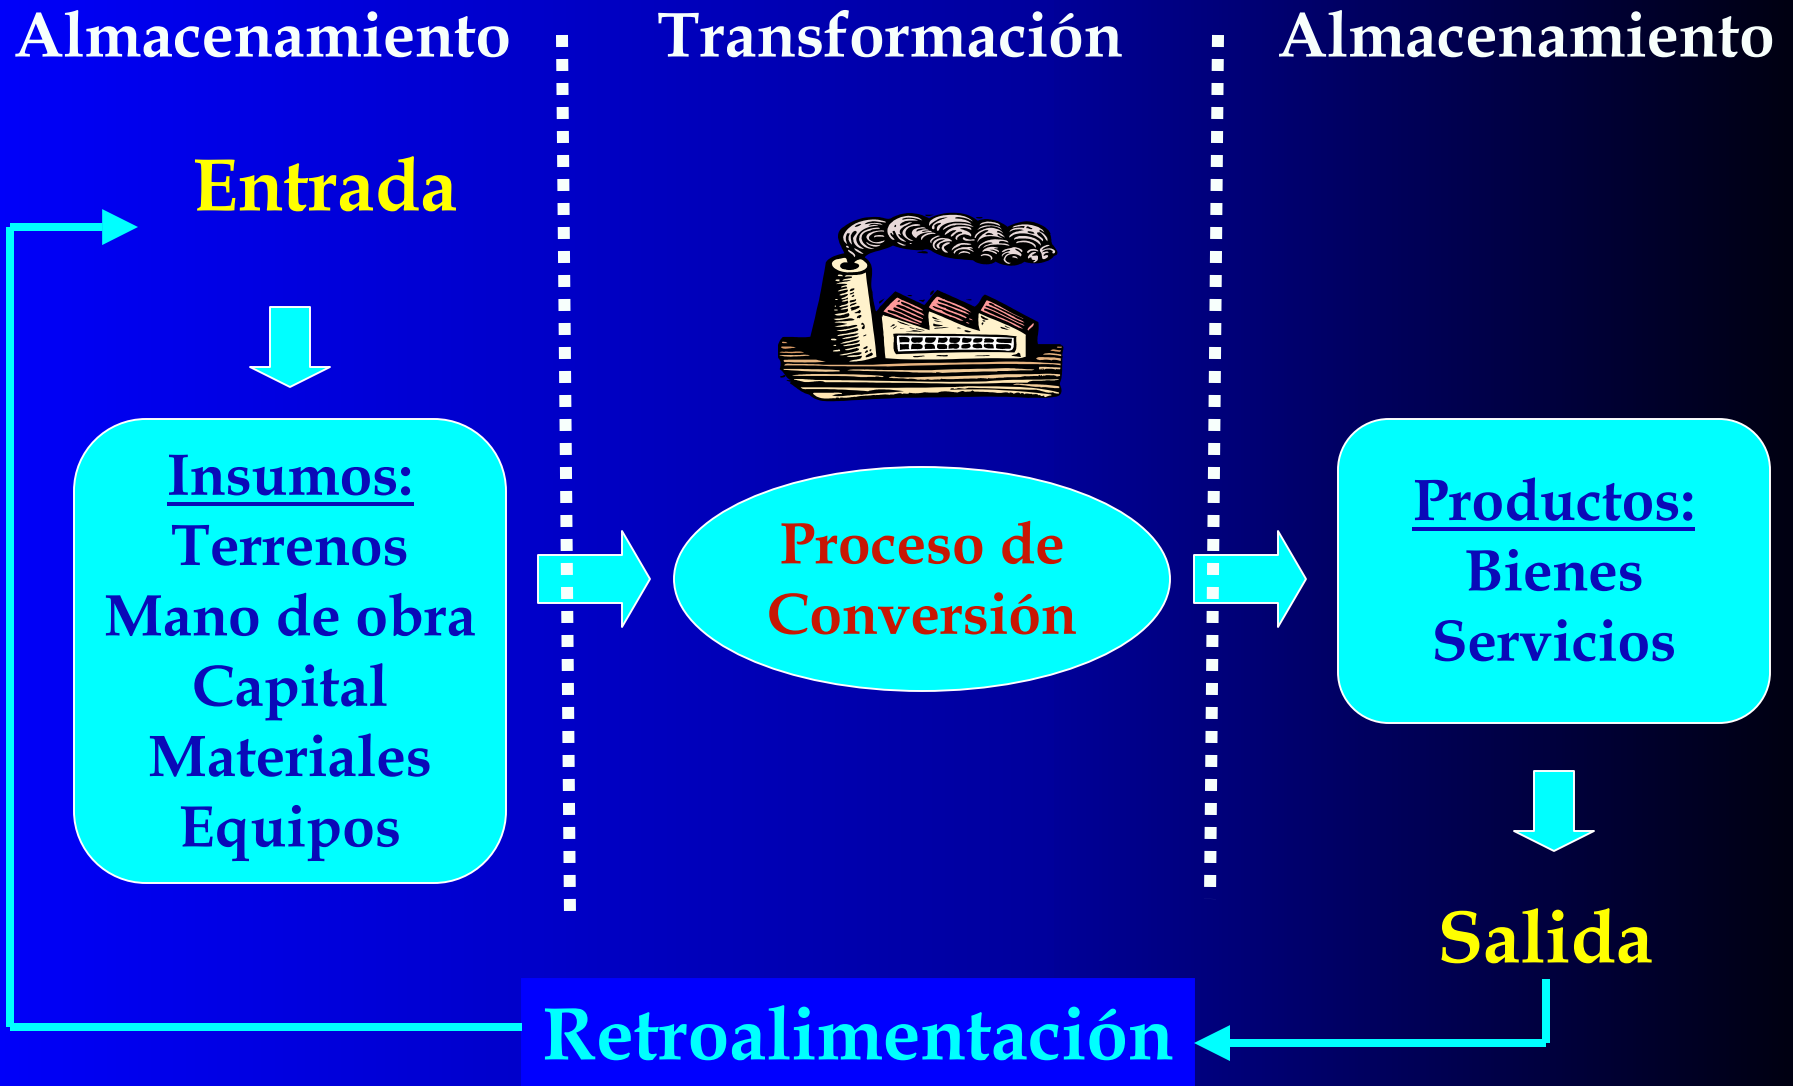 Almacenamiento
Transformación
Almacenamiento
Entrada
Insumos:
Terrenos
Mano de obra
Capital
Materiales
Equipos
Proceso de
Conversión
Productos:
Bienes
Servicios
Salida
Retroalimentación